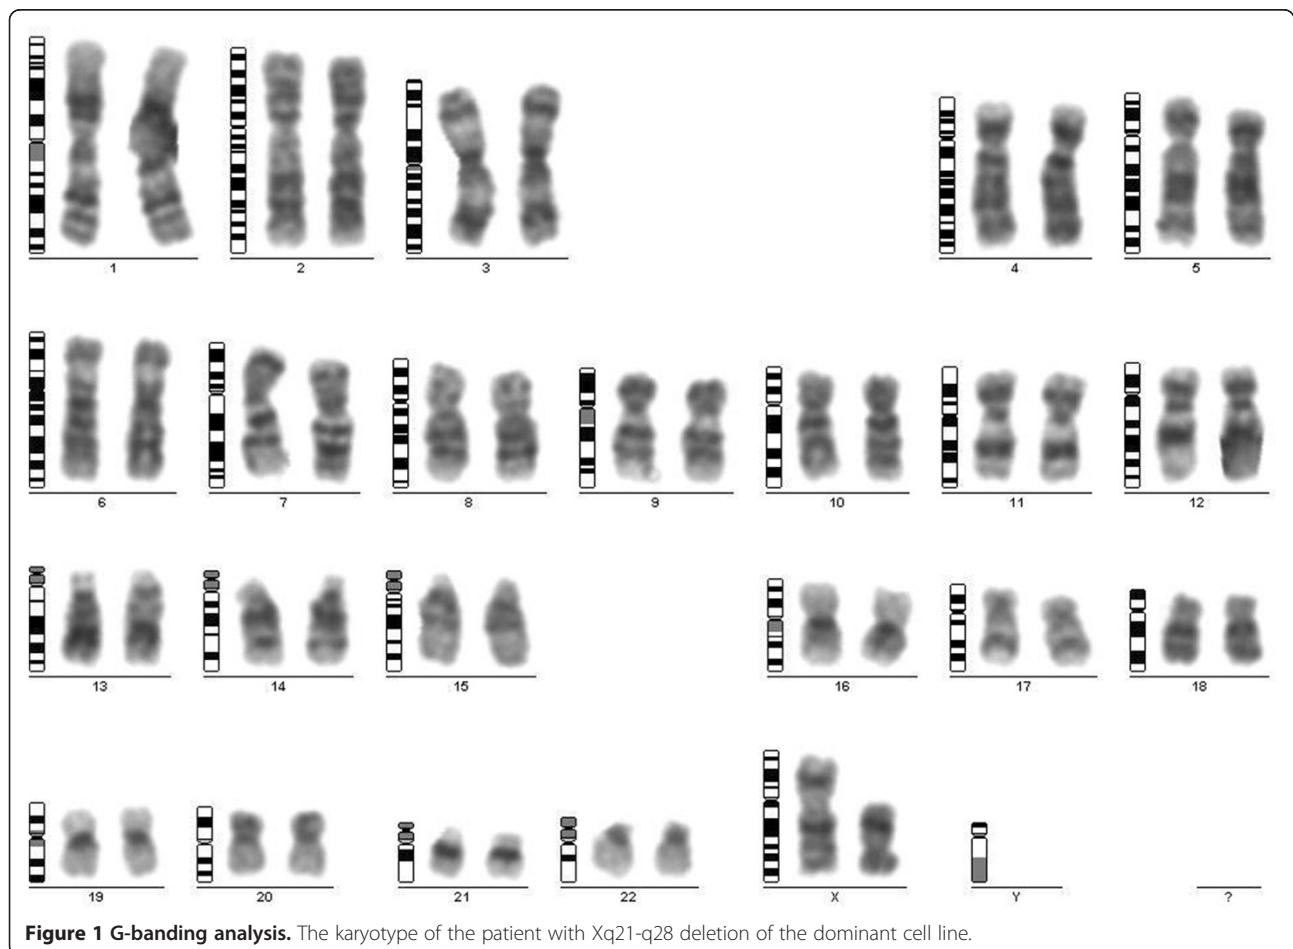 1 2 3 4 5
6 7 8 9 10 11 12
13 14 15 16 17 18
19 20 21 22 X Y ?
Figure 1 G-banding analysis. The karyotype of the patient with Xq21-q28 deletion of the dominant cell line.